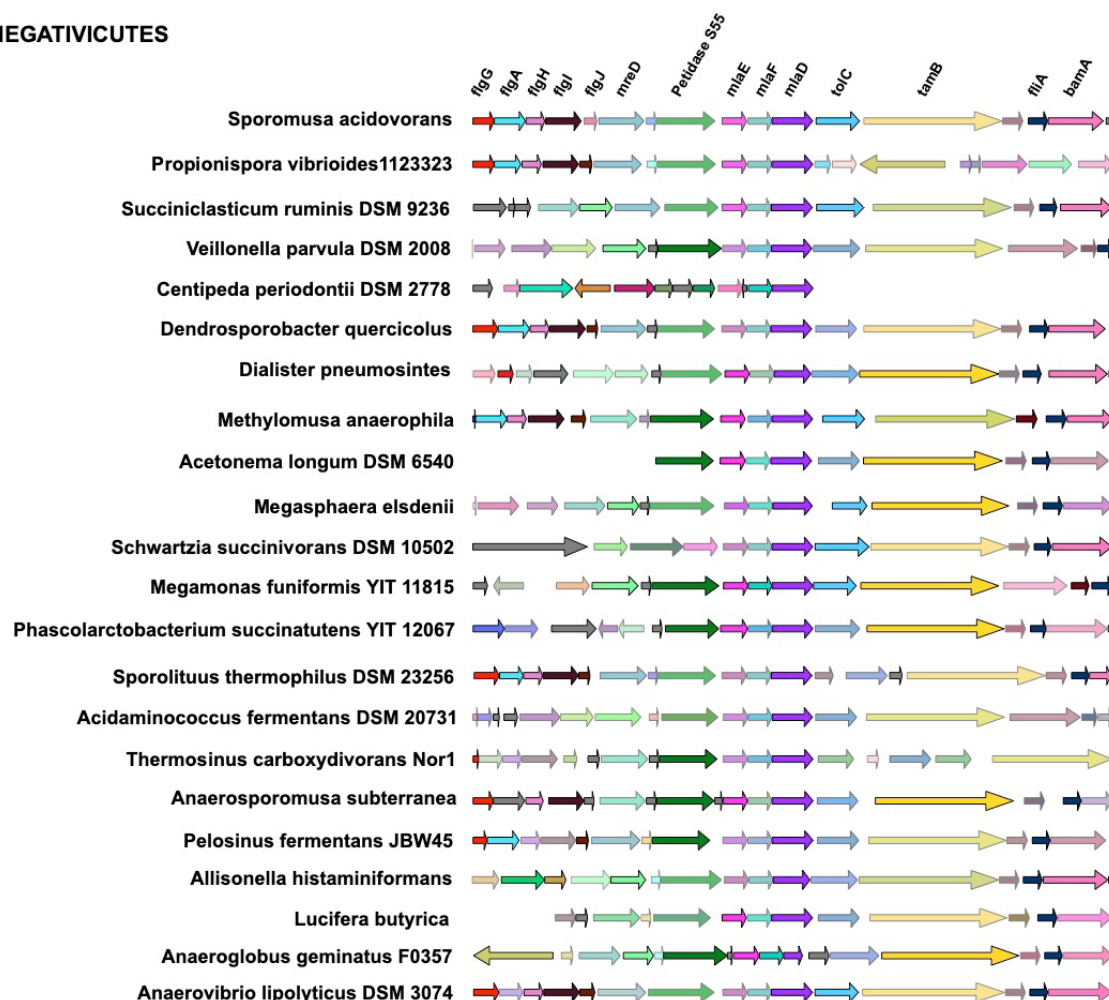 NEGATIVICUTES
flgG flgA flgH flgI flgJ mreD Petidase S55 mlaE mlaF mlaD tolC tamB fliA bamA
Sporomusa acidovorans
Propionispora vibrioides1123323
Succiniclasticum ruminis DSM 9236
Veillonella parvula DSM 2008
Centipeda periodontii DSM 2778
Dendrosporobacter quercicolus
Dialister pneumosintes
Methylomusa anaerophila
Acetonema longum DSM 6540
Megasphaera elsdenii
Schwartzia succinivorans DSM 10502
Megamonas funiformis YIT 11815
Phascolarctobacterium succinatutens YIT 12067
Sporolituus thermophilus DSM 23256
Acidaminococcus fermentans DSM 20731
Thermosinus carboxydivorans Nor1
Anaerosporomusa subterranea
Pelosinus fermentans JBW45
Allisonella histaminiformans
Lucifera butyrica
Anaeroglobus geminatus F0357
Anaerovibrio lipolyticus DSM 3074